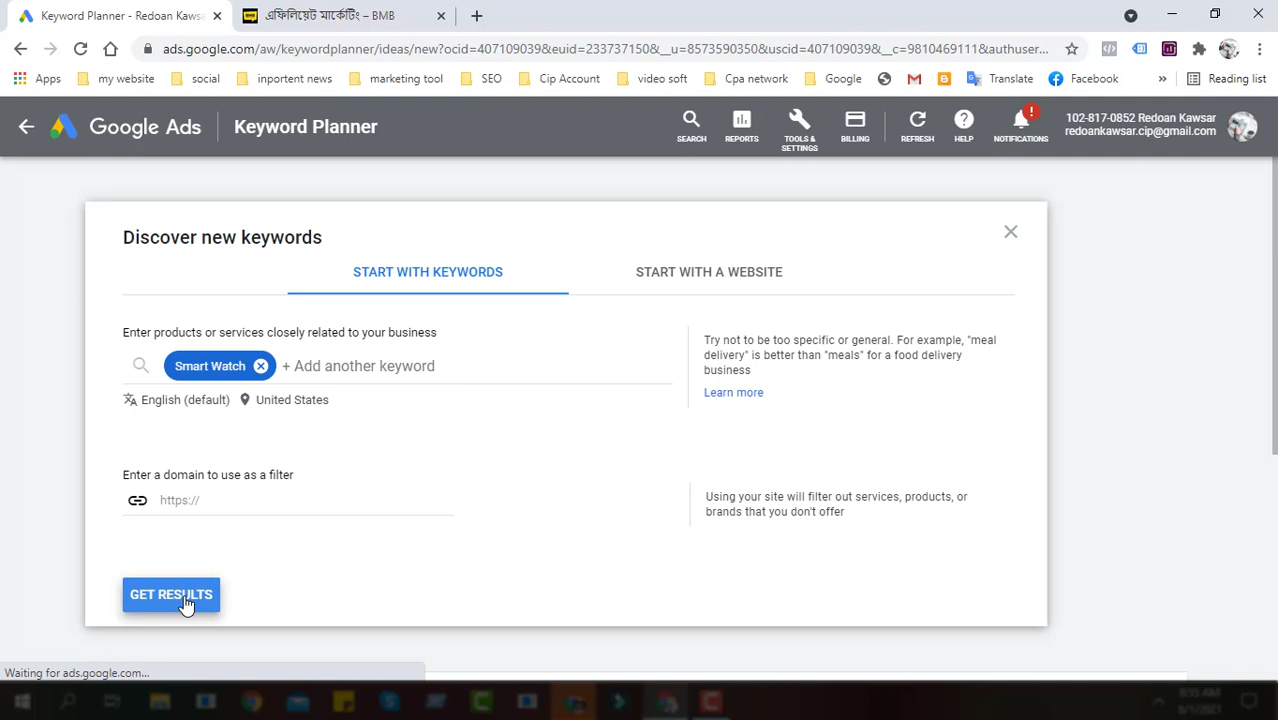 Keyword Planner - Redoan Kawsa
এফিলিয়েট মার্কেটিং – BMB
ads.google.com/aw/keywordplanner/ideas/new?ocid=407109039&euid=233737150&__u=8573590350&uscid=407109039&__c=9810469111&authuser...
Apps my website social inportent news marketing tool SEO Cip Account video soft Cpa network Google Translate Facebook » Reading list
Google Ads Keyword Planner
SEARCH REPORTS TOOLS & SETTINGS BILLING REFRESH HELP NOTIFICATIONS
102-817-0852 Redoan Kawsar
redoankawsar.cip@gmail.com
Discover new keywords
START WITH KEYWORDS START WITH A WEBSITE
Enter products or services closely related to your business
Smart Watch + Add another keyword
English (default) United States
Try not to be too specific or general. For example, "meal
delivery" is better than "meals" for a food delivery
business
Learn more
Enter a domain to use as a filter
https://
Using your site will filter out services, products, or
brands that you don't offer
GET RESULTS
Waiting for ads.google.com...
8:55 AM